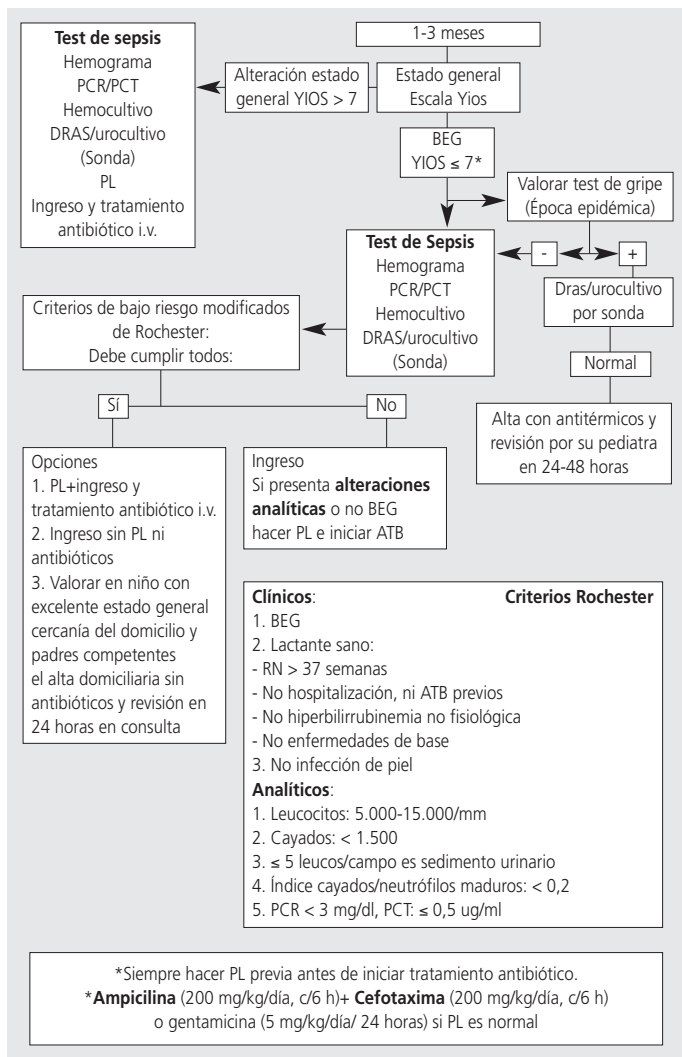 1-3 meses
Estado general
Escala Yios
Alteración estado
general YIOS > 7
Test de sepsis
Hemograma
PCR/PCT
Hemocultivo
DRAS/urocultivo
(Sonda)
PL
Ingreso y tratamiento
antibiótico i.v.
BEG
YIOS ≤ 7*
Valorar test de gripe
(Época epidémica)
-
+
Test de Sepsis
Hemograma
PCR/PCT
Hemocultivo
DRAS/urocultivo
(Sonda)
Dras/urocultivo
por sonda
Normal
Alta con antitérmicos y
revisión por su pediatra
en 24-48 horas
Criterios de bajo riesgo modificados
de Rochester:
Debe cumplir todos:
Sí
No
Opciones
1. PL+ingreso y
tratamiento antibiótico i.v.
2. Ingreso sin PL ni
antibióticos
3. Valorar en niño con
excelente estado general
cercanía del domicilio y
padres competentes
el alta domiciliaria sin
antibióticos y revisión en
24 horas en consulta
Ingreso
Si presenta alteraciones
analíticas o no BEG
hacer PL e iniciar ATB
Clínicos: Criterios Rochester
1. BEG
2. Lactante sano:
- RN > 37 semanas
- No hospitalización, ni ATB previos
- No hiperbilirrubinemia no fisiológica
- No enfermedades de base
3. No infección de piel
Analíticos:
1. Leucocitos: 5.000-15.000/mm
2. Cayados: < 1.500
3. ≤ 5 leucos/campo es sedimento urinario
4. Índice cayados/neutrófilos maduros: < 0,2
5. PCR < 3 mg/dl, PCT: ≤ 0,5 ug/ml
*Siempre hacer PL previa antes de iniciar tratamiento antibiótico.
*Ampicilina (200 mg/kg/día, c/6 h)+ Cefotaxima (200 mg/kg/día, c/6 h)
o gentamicina (5 mg/kg/día/ 24 horas) si PL es normal